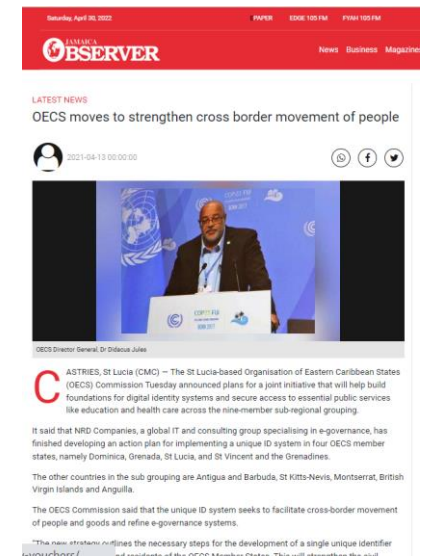 Saturday, April 30, 2022
PAPER
EDGE 105 FM
FYAH 105 FM
JAMAICA
OBSERVER
News Business Magazines
LATEST NEWS
OECS moves to strengthen cross border movement of people
2021-04-13 00:00:00
OECS Director General, Dr Didacus Jules
CASTRIES, St Lucia (CMC) — The St Lucia-based Organisation of Eastern Caribbean States
(OECS) Commission Tuesday announced plans for a joint initiative that will help build
foundations for digital identity systems and secure access to essential public services
like education and health care across the nine-member sub-regional grouping.
It said that NRD Companies, a global IT and consulting group specialising in e-governance, has
finished developing an action plan for implementing a unique ID system in four OECS member
states, namely Dominica, Grenada, St Lucia, and St Vincent and the Grenadines.
The other countries in the sub grouping are Antigua and Barbuda, St Kitts-Nevis, Montserrat, British
Virgin Islands and Anguilla.
The OECS Commission said that the unique ID system seeks to facilitate cross-border movement
of people and goods and refine e-governance systems.
"The new strategy outlines the necessary steps for the development of a single unique identifier
vouchers/
nd residents of the OECS Member States. This will strengthen the civil